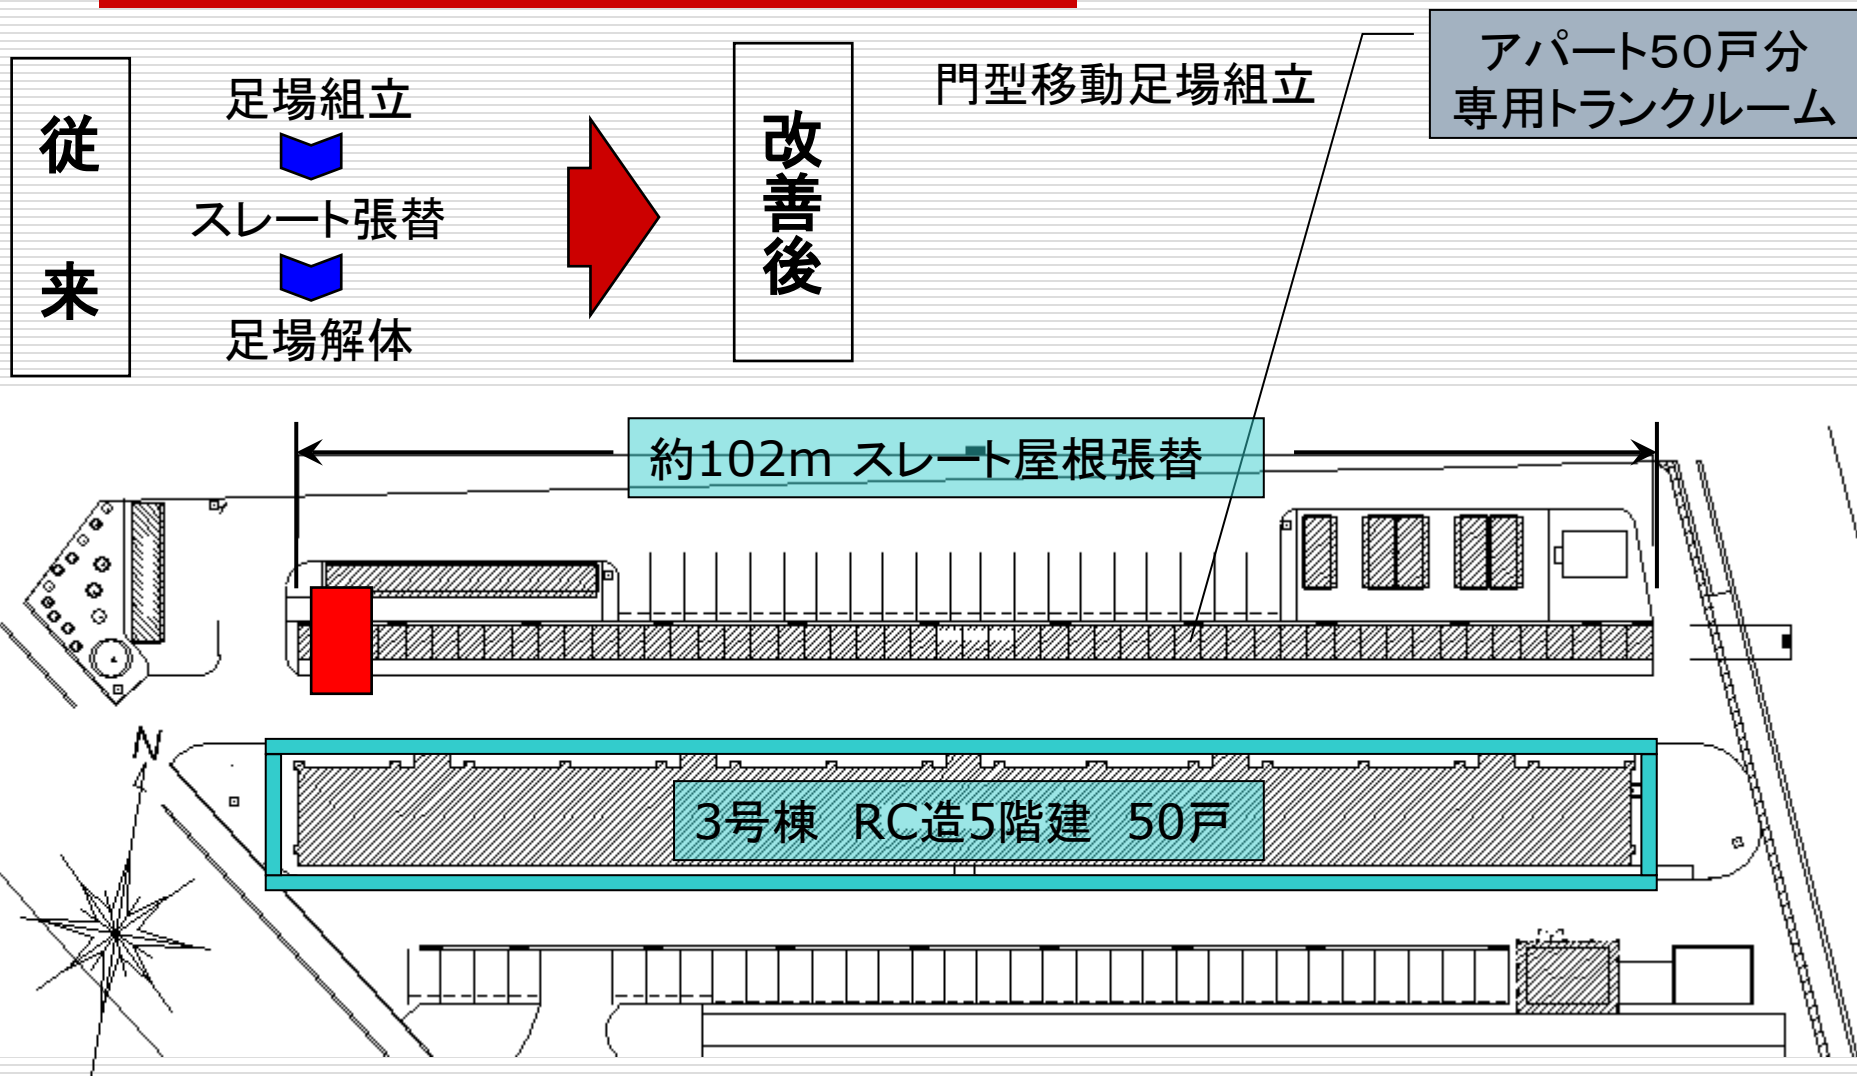 従来
足場組立
スレート張替
足場解体
改善後
門型移動足場組立
アパート50戸分
専用トランクルーム
約102m スレート屋根張替
3号棟　RC造5階建　50戸
N